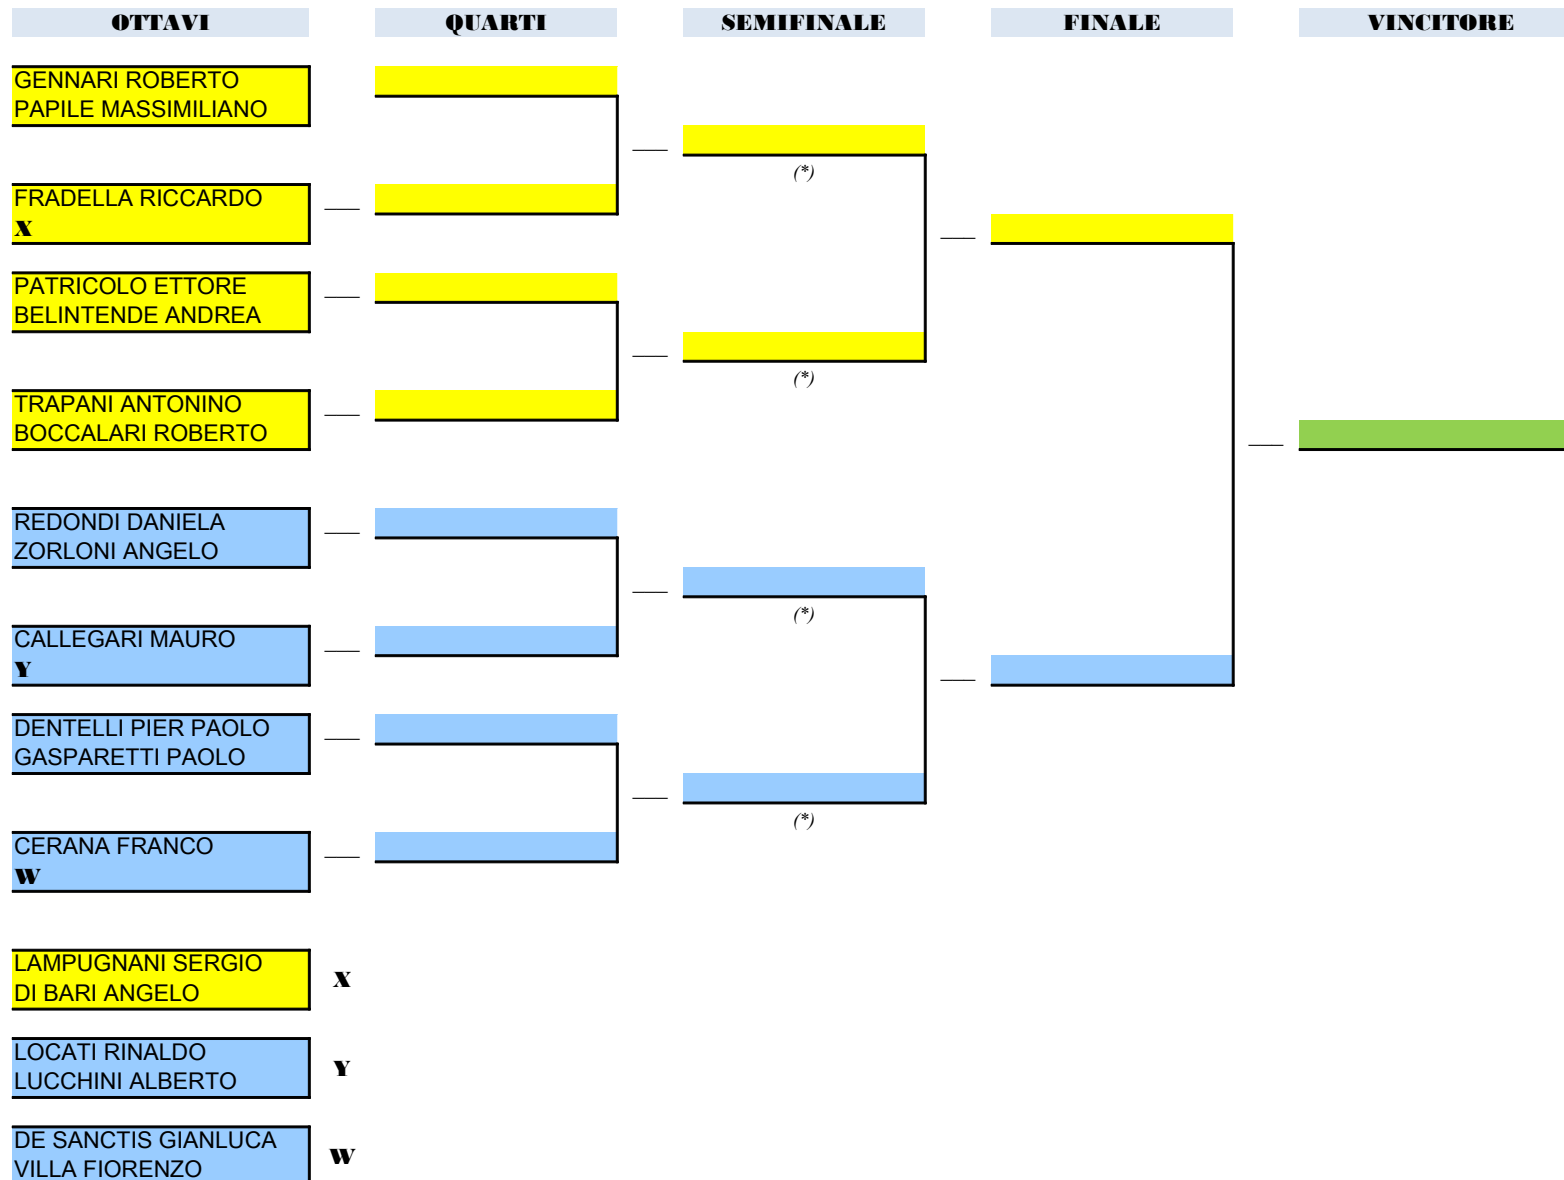 OTTAVI QUARTI SEMIFINALE FINALE VINCITORE
GENNARI ROBERTO
PAPILE MASSIMILIANO
(*)
FRADELLA RICCARDO
X
PATRICOLO ETTORE
BELINTENDE ANDREA
(*)
TRAPANI ANTONINO
BOCCALARI ROBERTO
REDONDI DANIELA
ZORLONI ANGELO
(*)
CALLEGARI MAURO
Y
DENTELLI PIER PAOLO
GASPARETTI PAOLO
(*)
CERANA FRANCO
W
LAMPUGNANI SERGIO
DI BARI ANGELO
X
LOCATI RINALDO
LUCCHINI ALBERTO
Y
DE SANCTIS GIANLUCA
VILLA FIORENZO
W